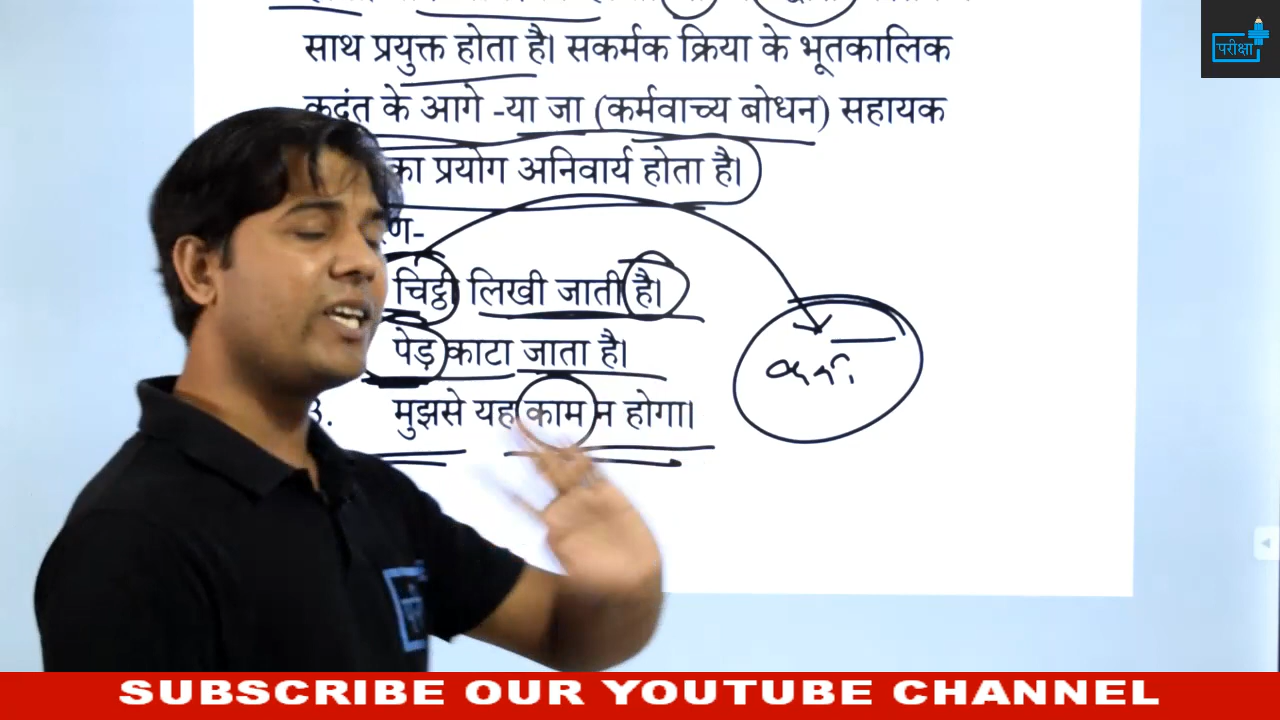 परीक्षा
साथ प्रयुक्त होता है। सकर्मक क्रिया के भूतकालिक
कृदंत के आगे -या जा (कर्मवाच्य बोधन) सहायक
का प्रयोग अनिवार्य होता है।
चिट्ठी लिखी जाती है।
पेड़ काटा जाता है।
3. मुझसे यह काम न होगा।
SUBSCRIBE OUR YOUTUBE CHANNEL